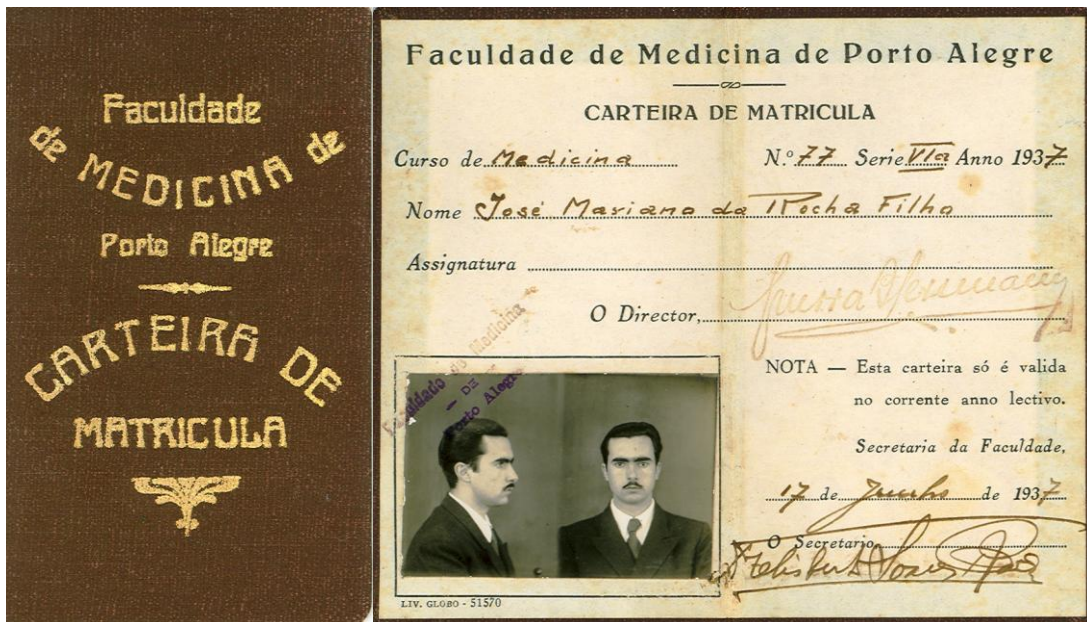 Faculdade
de MEDICINA de
Porto Alegre
CARTEIRA DE
MATRICULA
Faculdade de Medicina de Porto Alegre
CARTEIRA DE MATRICULA
Curso de Medicina N.º 77 Serie VIa Anno 1937
Nome José Mariano da Rocha Filho
Assignatura
O Director,
Faculdade de Medicina
DE
Porto Alegre
NOTA — Esta carteira só é valida
no corrente anno lectivo.
Secretaria da Faculdade,
17 de Junho de 1937
O Secretario
LIV. GLOBO - 51570